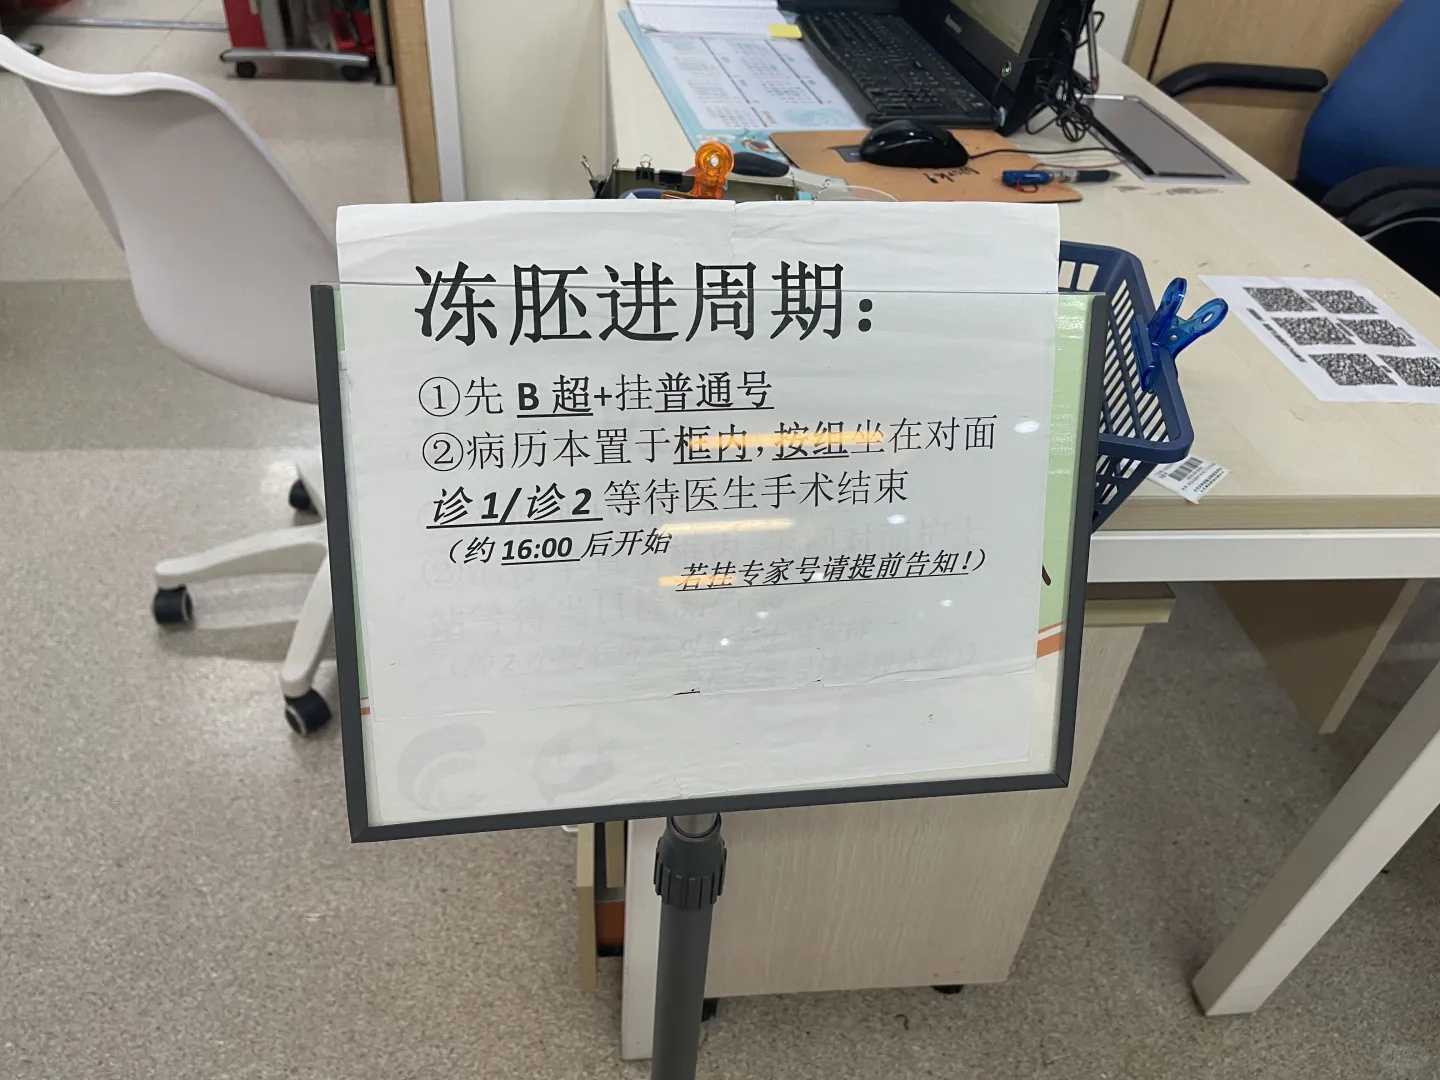 冻胚进周期:
①先 B 超+挂普通号
②病历本置于框内,按组坐在对面
诊 1/诊 2 等待医生手术结束
(约 16:00 后开始
若挂专家号请提前告知!)